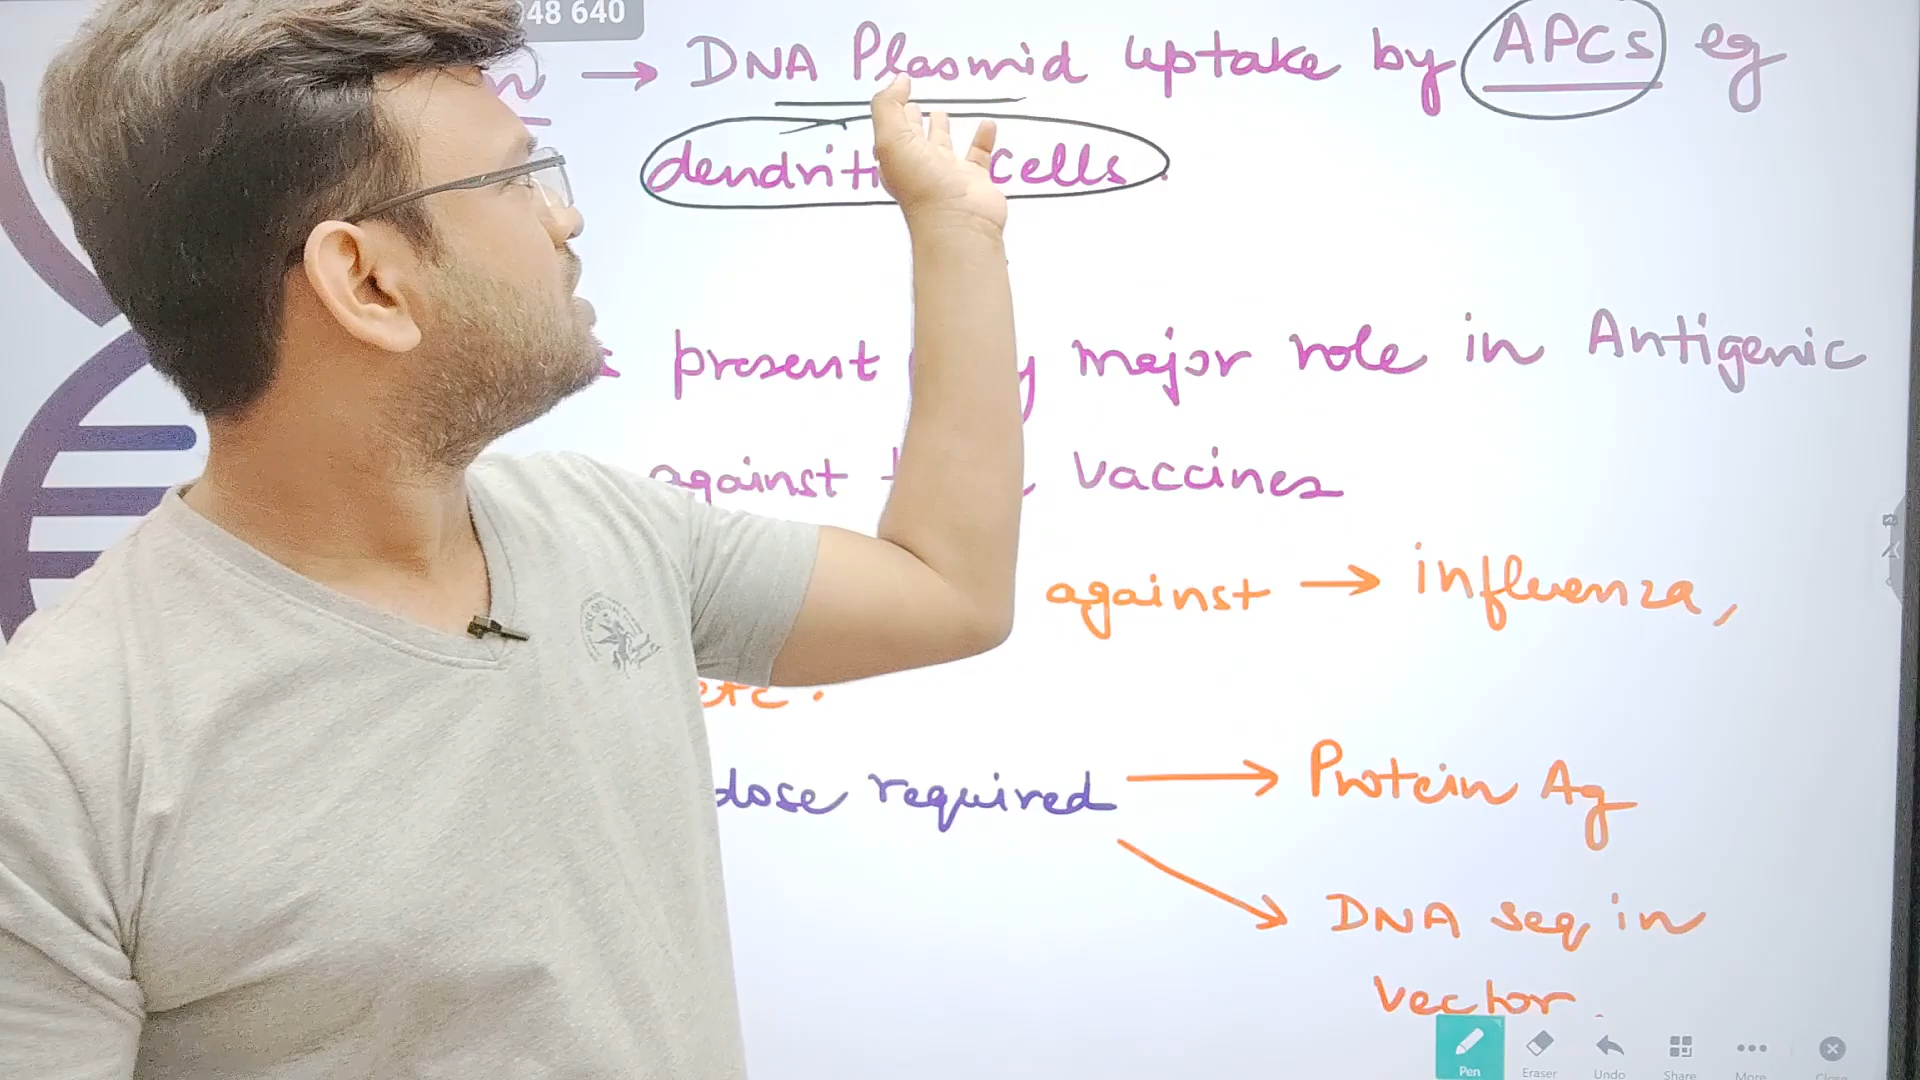 48 640
→ DNA Plasmid uptake by APCs eg
cells.
present major role in Antigenic
against vaccines
against → influenza,
etc.
dose required → Protein Ag
→ DNA seq in
vector.
Pen Eraser Undo Share More Close